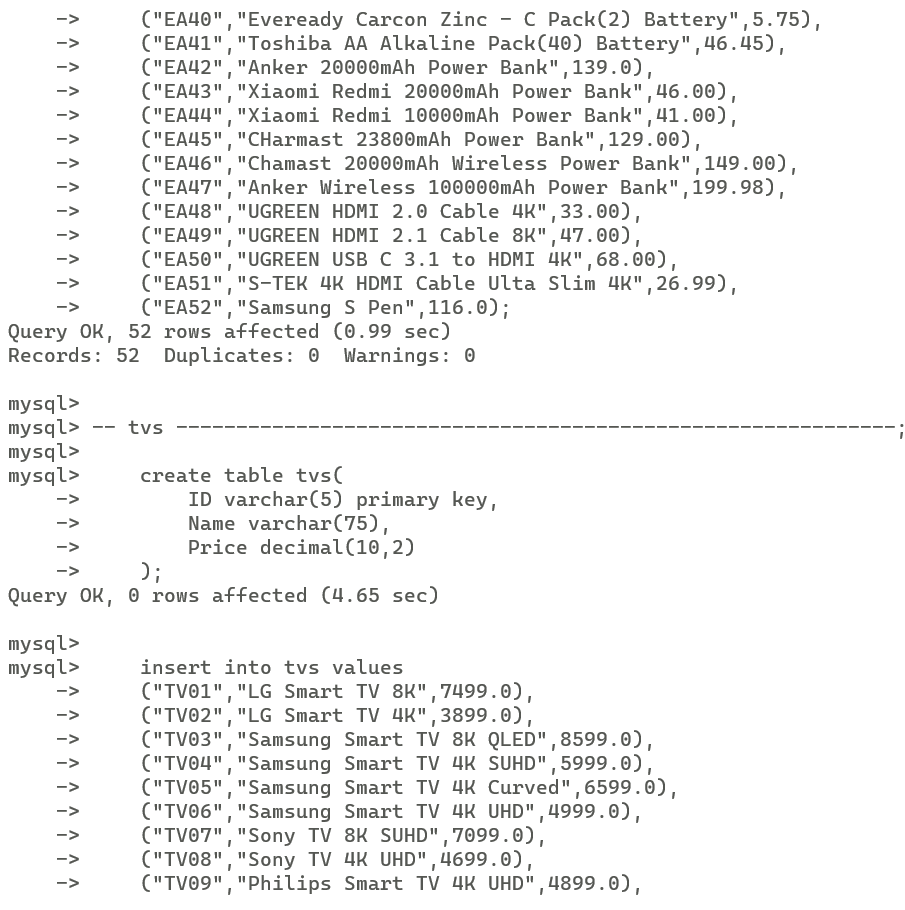 ->     ("EA40","Eveready Carcon Zinc - C Pack(2) Battery",5.75),
    ->     ("EA41","Toshiba AA Alkaline Pack(40) Battery",46.45),
    ->     ("EA42","Anker 20000mAh Power Bank",139.0),
    ->     ("EA43","Xiaomi Redmi 20000mAh Power Bank",46.00),
    ->     ("EA44","Xiaomi Redmi 10000mAh Power Bank",41.00),
    ->     ("EA45","CHarmast 23800mAh Power Bank",129.00),
    ->     ("EA46","Chamast 20000mAh Wireless Power Bank",149.00),
    ->     ("EA47","Anker Wireless 100000mAh Power Bank",199.98),
    ->     ("EA48","UGREEN HDMI 2.0 Cable 4K",33.00),
    ->     ("EA49","UGREEN HDMI 2.1 Cable 8K",47.00),
    ->     ("EA50","UGREEN USB C 3.1 to HDMI 4K",68.00),
    ->     ("EA51","S-TEK 4K HDMI Cable Ulta Slim 4K",26.99),
    ->     ("EA52","Samsung S Pen",116.0);
Query OK, 52 rows affected (0.99 sec)
Records: 52  Duplicates: 0  Warnings: 0

mysql>
mysql> -- tvs ------------------------------------------------------------;
mysql>
mysql>     create table tvs(
    ->         ID varchar(5) primary key,
    ->         Name varchar(75),
    ->         Price decimal(10,2)
    ->     );
Query OK, 0 rows affected (4.65 sec)

mysql>
mysql>     insert into tvs values
    ->     ("TV01","LG Smart TV 8K",7499.0),
    ->     ("TV02","LG Smart TV 4K",3899.0),
    ->     ("TV03","Samsung Smart TV 8K QLED",8599.0),
    ->     ("TV04","Samsung Smart TV 4K SUHD",5999.0),
    ->     ("TV05","Samsung Smart TV 4K Curved",6599.0),
    ->     ("TV06","Samsung Smart TV 4K UHD",4999.0),
    ->     ("TV07","Sony TV 8K SUHD",7099.0),
    ->     ("TV08","Sony TV 4K UHD",4699.0),
    ->     ("TV09","Philips Smart TV 4K UHD",4899.0),